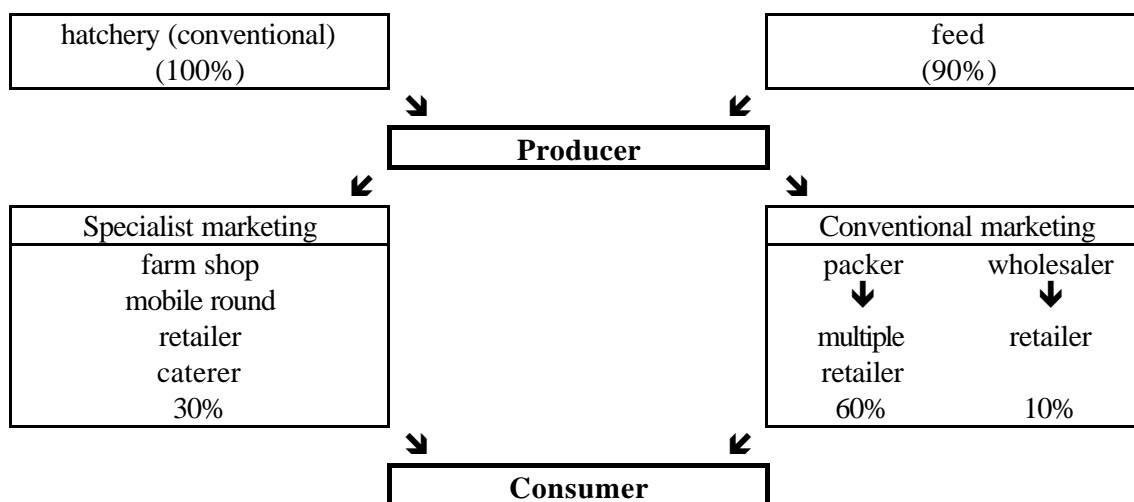 hatchery (conventional)
(100%)
feed
(90%)
Producer
Specialist marketing
farm shop
mobile round
retailer
caterer
30%
Conventional marketing
packer wholesaler
multiple retailer
retailer
60% 10%
Consumer